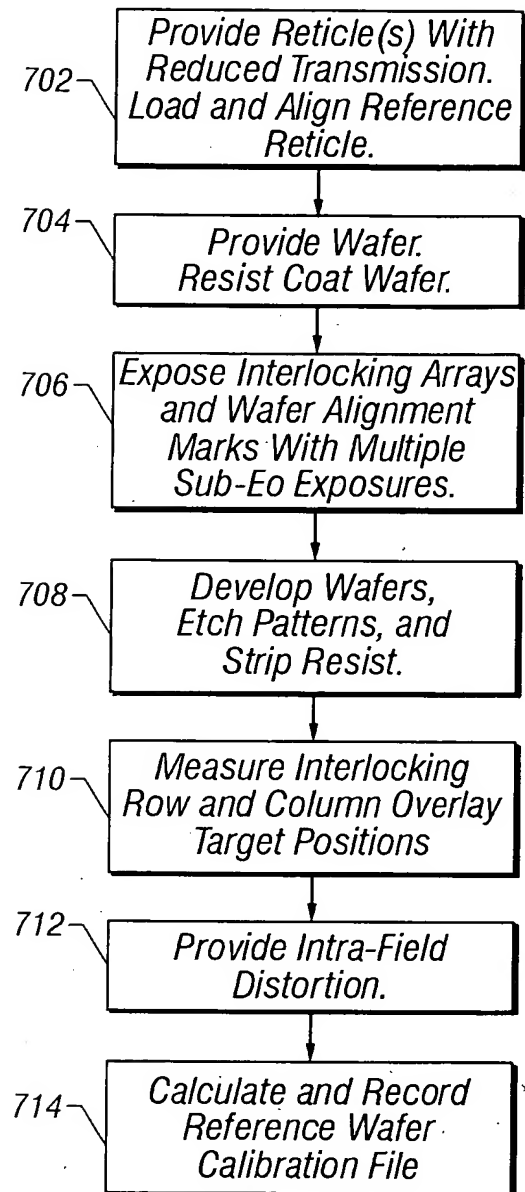 702
Provide Reticle(s) With
Reduced Transmission.
Load and Align Reference
Reticle.
704
Provide Wafer.
Resist Coat Wafer.
706
Expose Interlocking Arrays
and Wafer Alignment
Marks With Multiple
Sub-Eo Exposures.
708
Develop Wafers,
Etch Patterns, and
Strip Resist.
710
Measure Interlocking
Row and Column Overlay
Target Positions
712
Provide Intra-Field
Distortion.
714
Calculate and Record
Reference Wafer
Calibration File